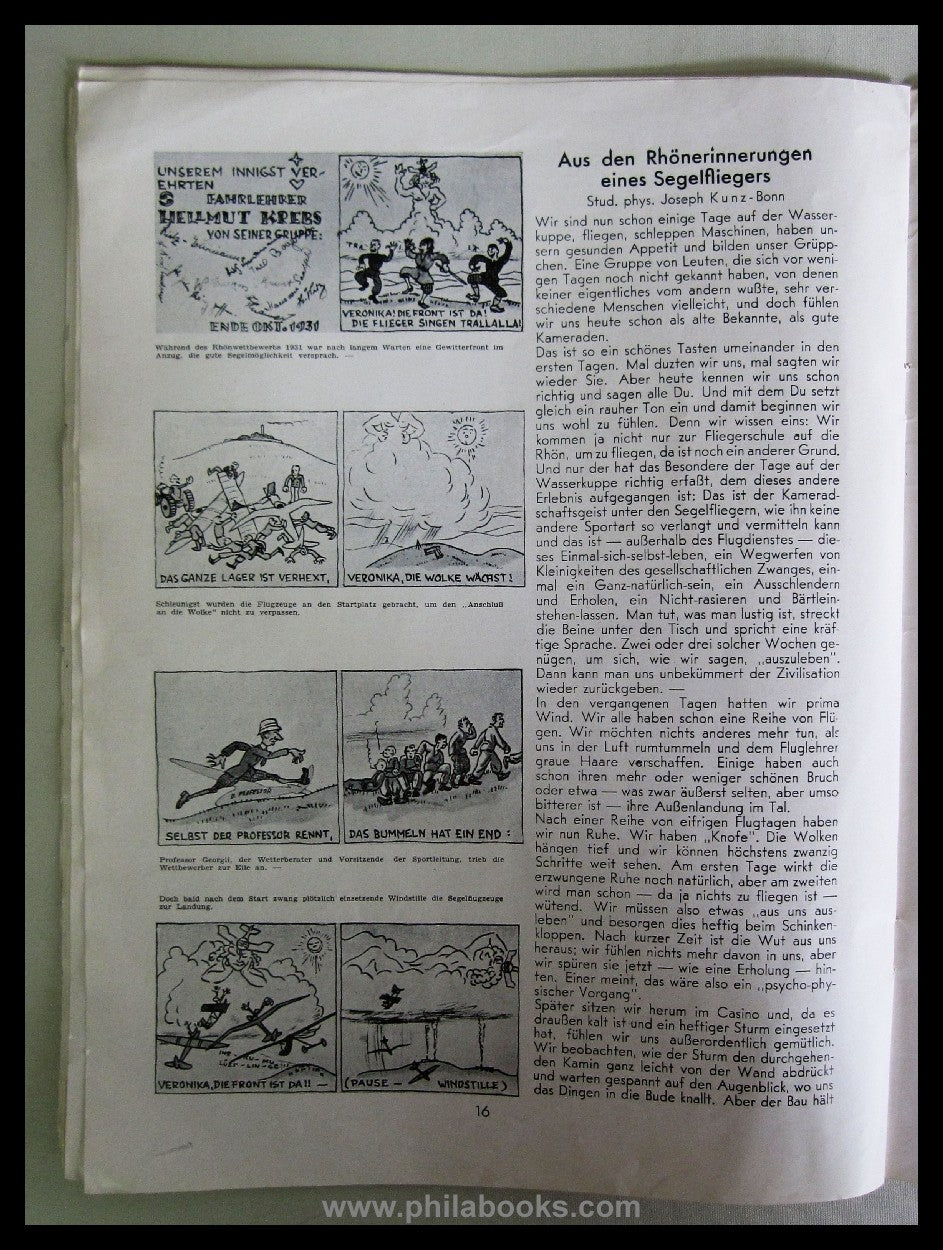 UNSEREM INNIGST VER-
EHRTEN
FAHRLEHRER
HELLMUT KREBS
VON SEINER GRUPPE:
ENDE OKT. 1931
VERONIKA! DIE FRONT IST DA!
DIE FLIEGER SINGEN TRALLALLA!
Während des Rhönwettbewerbs 1931 war nach langem Warten eine Gewitterfront im
Anzug, die gute Segelmöglichkeit versprach. —
DAS GANZE LAGER IST VERHEXT,
VERONIKA, DIE WOLKE WÄCHST!
Schleunigst wurden die Flugzeuge an den Startplatz gebracht, um den „Anschluß
an die Wolke" nicht zu verpassen.
D. PROFESSOR
SELBST DER PROFESSOR RENNT,
DAS BUMMELN HAT EIN END:
Professor Georgii, der Wetterberater und Vorsitzende der Sportleitung, trieb die
Wettbewerber zur Eile an. —
Doch bald nach dem Start zwang plötzlich einsetzende Windstille die Segelflugzeuge
zur Landung.
VERONIKA, DIE FRONT IST DA!! —
(PAUSE — WINDSTILLE)
Aus den Rhönerinnerungen
eines Segelfliegers
Stud. phys. Joseph Kunz-Bonn
Wir sind nun schon einige Tage auf der Wasser-
kuppe, fliegen, schleppen Maschinen, haben un-
sern gesunden Appetit und bilden unser Grüpp-
chen. Eine Gruppe von Leuten, die sich vor weni-
gen Tagen noch nicht gekannt haben, von denen
keiner eigentliches vom andern wußte, sehr ver-
schiedene Menschen vielleicht, und doch fühlen
wir uns heute schon als alte Bekannte, als gute
Kameraden.
Das ist so ein schönes Tasten umeinander in den
ersten Tagen. Mal duzten wir uns, mal sagten wir
wieder Sie. Aber heute kennen wir uns schon
richtig und sagen alle Du. Und mit dem Du setzt
gleich ein rauher Ton ein und damit beginnen wir
uns wohl zu fühlen. Denn wir wissen eins: Wir
kommen ja nicht nur zur Fliegerschule auf die
Rhön, um zu fliegen, da ist noch ein anderer Grund.
Und nur der hat das Besondere der Tage auf der
Wasserkuppe richtig erfaßt, dem dieses andere
Erlebnis aufgegangen ist: Das ist der Kamerad-
schaftsgeist unter den Segelfliegern, wie ihn keine
andere Sportart so verlangt und vermitteln kann
und das ist — außerhalb des Flugdienstes — die-
ses Einmal-sich-selbst-leben, ein Wegwerfen von
Kleinigkeiten des gesellschaftlichen Zwanges, ein-
mal ein Ganz-natürlich-sein, ein Ausschlendern
und Erholen, ein Nicht-rasieren und Bärtlein-
stehen-lassen. Man tut, was man lustig ist, streckt
die Beine unter den Tisch und spricht eine kräf-
tige Sprache. Zwei oder drei solcher Wochen ge-
nügen, um sich, wie wir sagen, „auszuleben".
Dann kann man uns unbekümmert der Zivilisation
wieder zurückgeben. —
In den vergangenen Tagen hatten wir prima
Wind. Wir alle haben schon eine Reihe von Flü-
gen. Wir möchten nichts anderes mehr tun, als
uns in der Luft rumtummeln und dem Fluglehrer
graue Haare verschaffen. Einige haben auch
schon ihren mehr oder weniger schönen Bruch
oder etwa — was zwar äußerst selten, aber umso
bitterer ist — ihre Außenlandung im Tal.
Nach einer Reihe von eifrigen Flugtagen haben
wir nun Ruhe. Wir haben „Knofe". Die Wolken
hängen tief und wir können höchstens zwanzig
Schritte weit sehen. Am ersten Tage wirkt die
erzwungene Ruhe noch natürlich, aber am zweiten
wird man schon — da ja nichts zu fliegen ist —
wütend. Wir müssen also etwas „aus uns aus-
leben" und besorgen dies heftig beim Schinken-
kloppen. Nach kurzer Zeit ist die Wut aus uns
heraus; wir fühlen nichts mehr davon in uns, aber
wir spüren sie jetzt — wie eine Erholung — hin-
ten. Einer meint, das wäre also ein „psycho-phy-
sischer Vorgang".
Später sitzen wir herum im Casino und, da es
draußen kalt ist und ein heftiger Sturm eingesetzt
hat, fühlen wir uns außerordentlich gemütlich.
Wir beobachten, wie der Sturm den durchgehen-
den Kamin ganz leicht von der Wand abdrückt
und warten gespannt auf den Augenblick, wo uns
das Dingen in die Bude knallt. Aber der Bau hält
16
www.philabooks.com